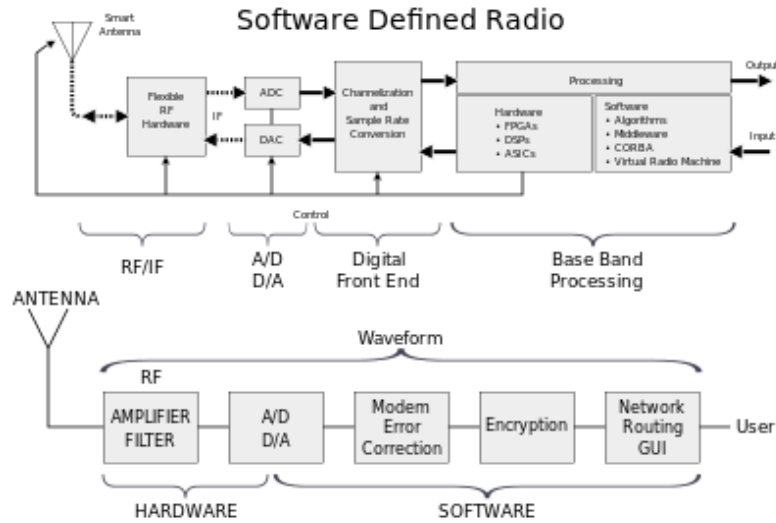 Software Defined Radio
Smart
Antenna
Flexible
RF
Hardware
IF
ADC
DAC
Channelization
and
Sample Rate
Conversion
Processing
Hardware
• FPGAs
• DSPs
• ASICs
Software
• Algorithms
• Middleware
• CORBA
• Virtual Radio Machine
Output
Input
Control
RF/IF
A/D
D/A
Digital
Front End
Base Band
Processing
ANTENNA
Waveform
RF
AMPLIFIER
FILTER
A/D
D/A
Modem
Error
Correction
Encryption
Network
Routing
GUI
User
HARDWARE
SOFTWARE